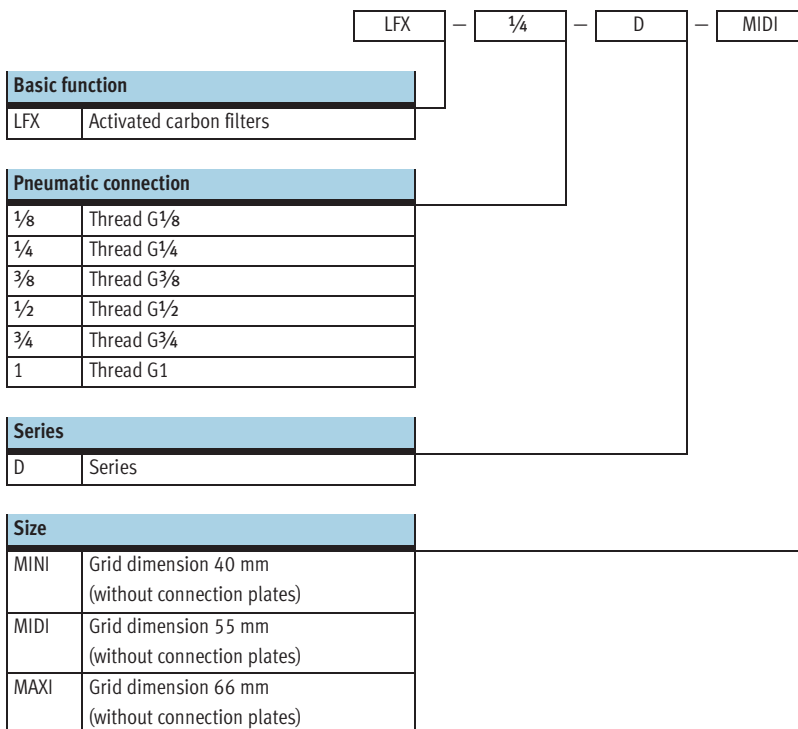 LFX – ¼ – D – MIDI
Basic function
LFX Activated carbon filters
Pneumatic connection
⅛ Thread G⅛
¼ Thread G¼
⅜ Thread G⅜
½ Thread G½
¾ Thread G¾
1 Thread G1
Series
D Series
Size
MINI Grid dimension 40 mm
(without connection plates)
MIDI Grid dimension 55 mm
(without connection plates)
MAXI Grid dimension 66 mm
(without connection plates)